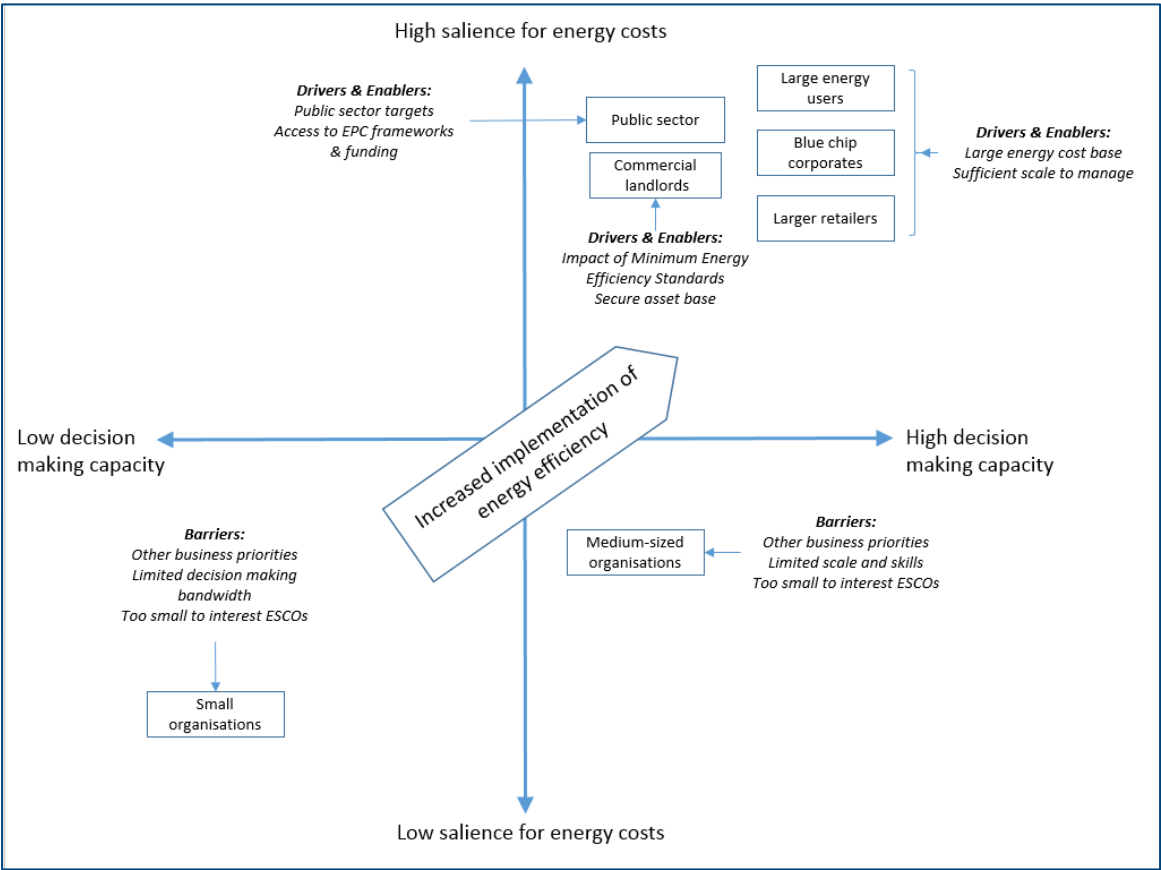 High salience for energy costs
Drivers & Enablers:
Public sector targets
Access to EPC frameworks
& funding
Public sector
Commercial
landlords
Drivers & Enablers:
Impact of Minimum Energy
Efficiency Standards
Secure asset base
Large energy
users
Blue chip
corporates
Larger retailers
Drivers & Enablers:
Large energy cost base
Sufficient scale to manage
Low decision
making capacity
Increased implementation of
energy efficiency
High decision
making capacity
Barriers:
Other business priorities
Limited decision making
bandwidth
Too small to interest ESCOs
Small
organisations
Medium-sized
organisations
Barriers:
Other business priorities
Limited scale and skills
Too small to interest ESCOs
Low salience for energy costs